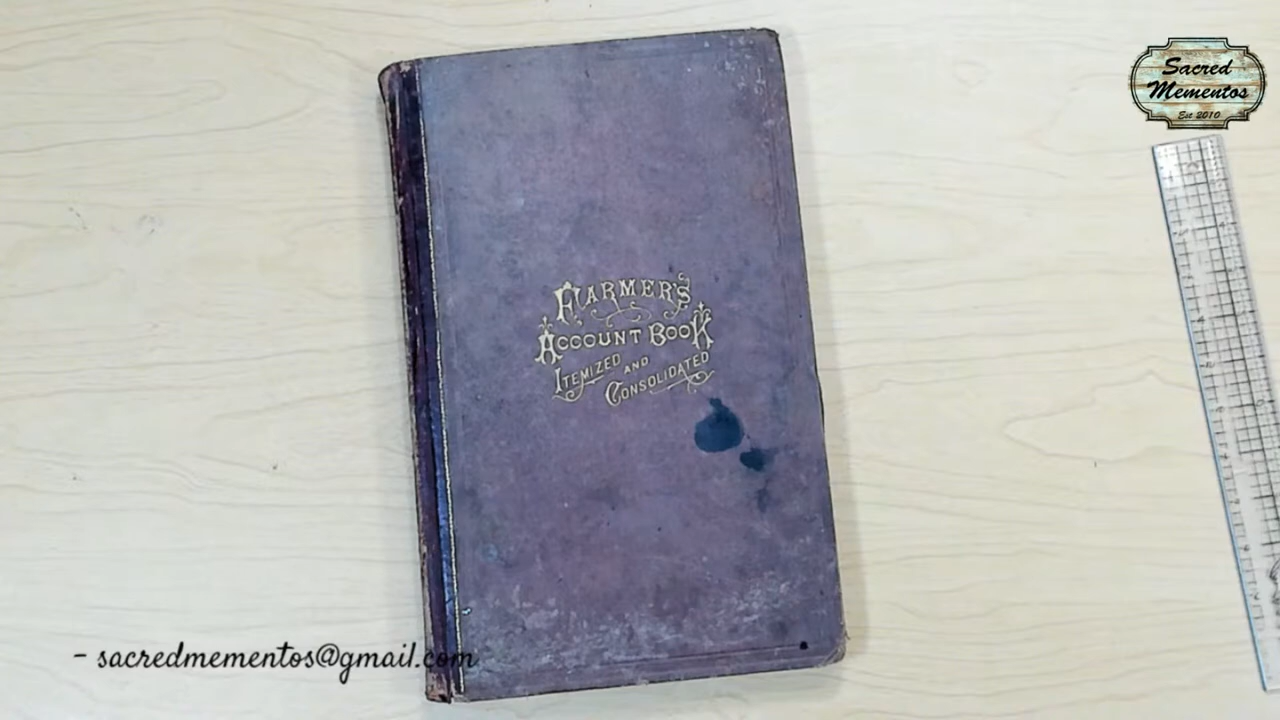 Sacred
Mementos
Est 2010
FARMER'S
ACCOUNT BOOK
ITEMIZED AND
CONSOLIDATED
- sacredmementos@gmail.com